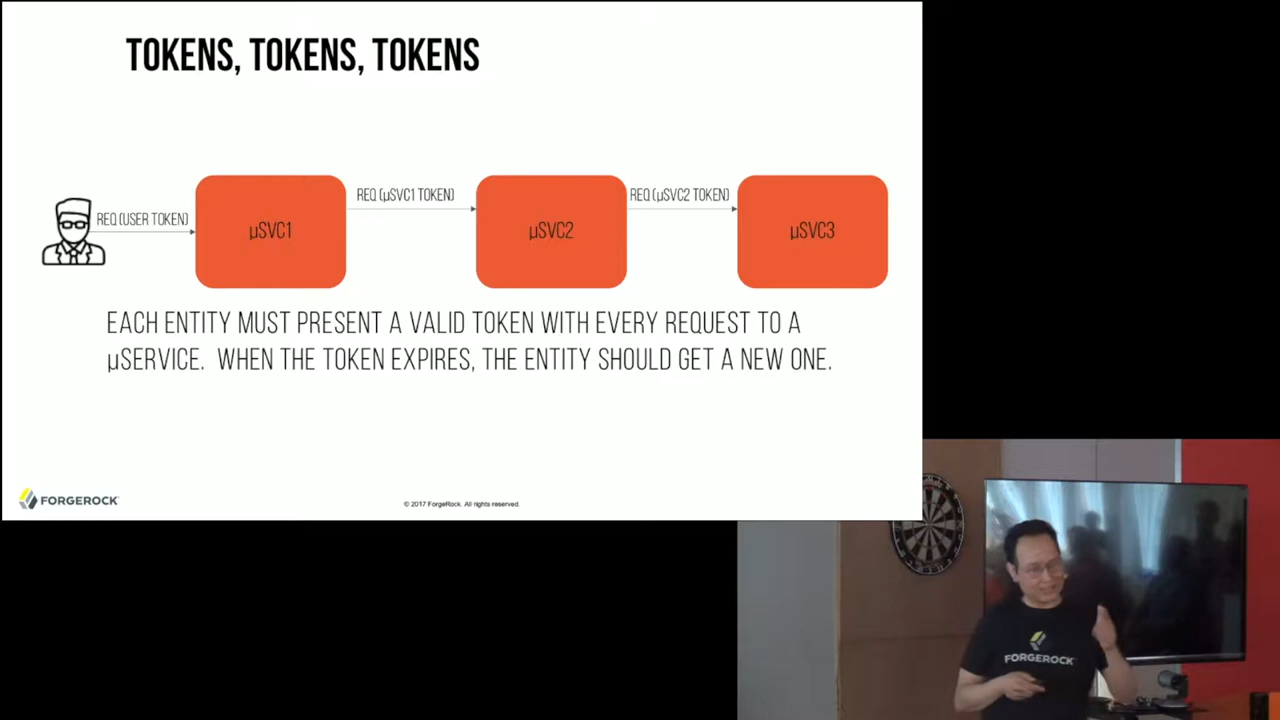 TOKENS, TOKENS, TOKENS
REQ (USER TOKEN)
µSVC1
REQ (µSVC1 TOKEN)
µSVC2
REQ (µSVC2 TOKEN)
µSVC3
EACH ENTITY MUST PRESENT A VALID TOKEN WITH EVERY REQUEST TO A
µSERVICE. WHEN THE TOKEN EXPIRES, THE ENTITY SHOULD GET A NEW ONE.
FORGEROCK
© 2017 ForgeRock. All rights reserved.
FORGEROCK